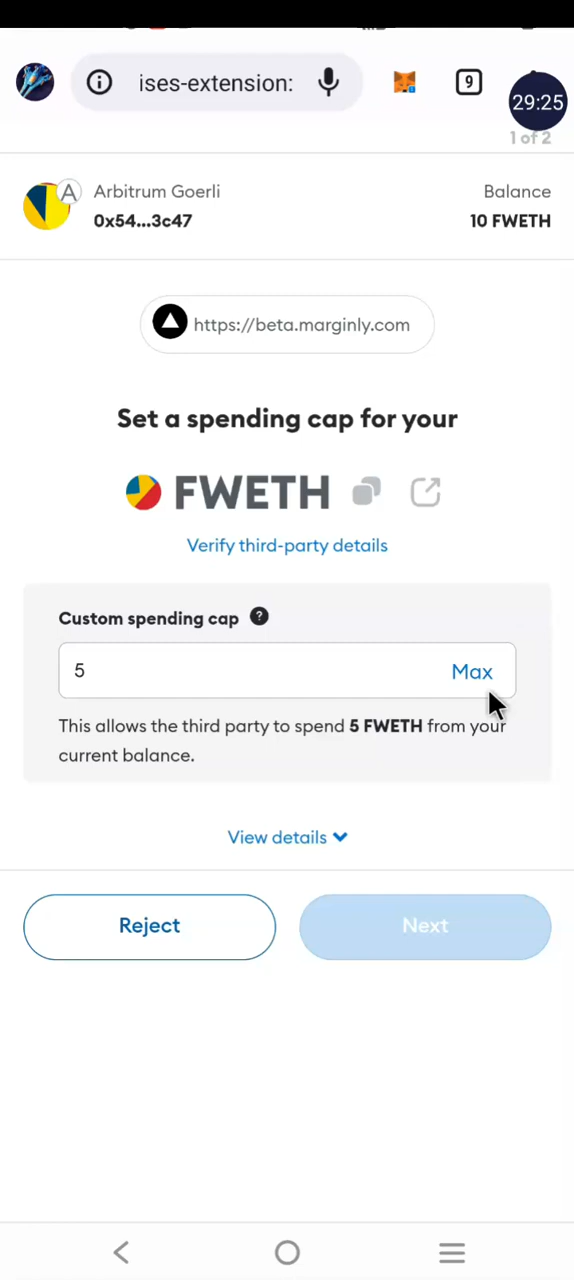 ises-extension:
9
29:25
1 of 2
A
Arbitrum Goerli
Balance
0x54...3c47
10 FWETH
https://beta.marginly.com
Set a spending cap for your
FWETH
Verify third-party details
Custom spending cap ?
5
Max
This allows the third party to spend 5 FWETH from your
current balance.
View details
Reject
Next